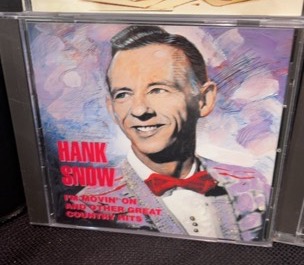 HANK
SNOW
I'M MOVIN' ON
AND OTHER GREAT
COUNTRY HITS